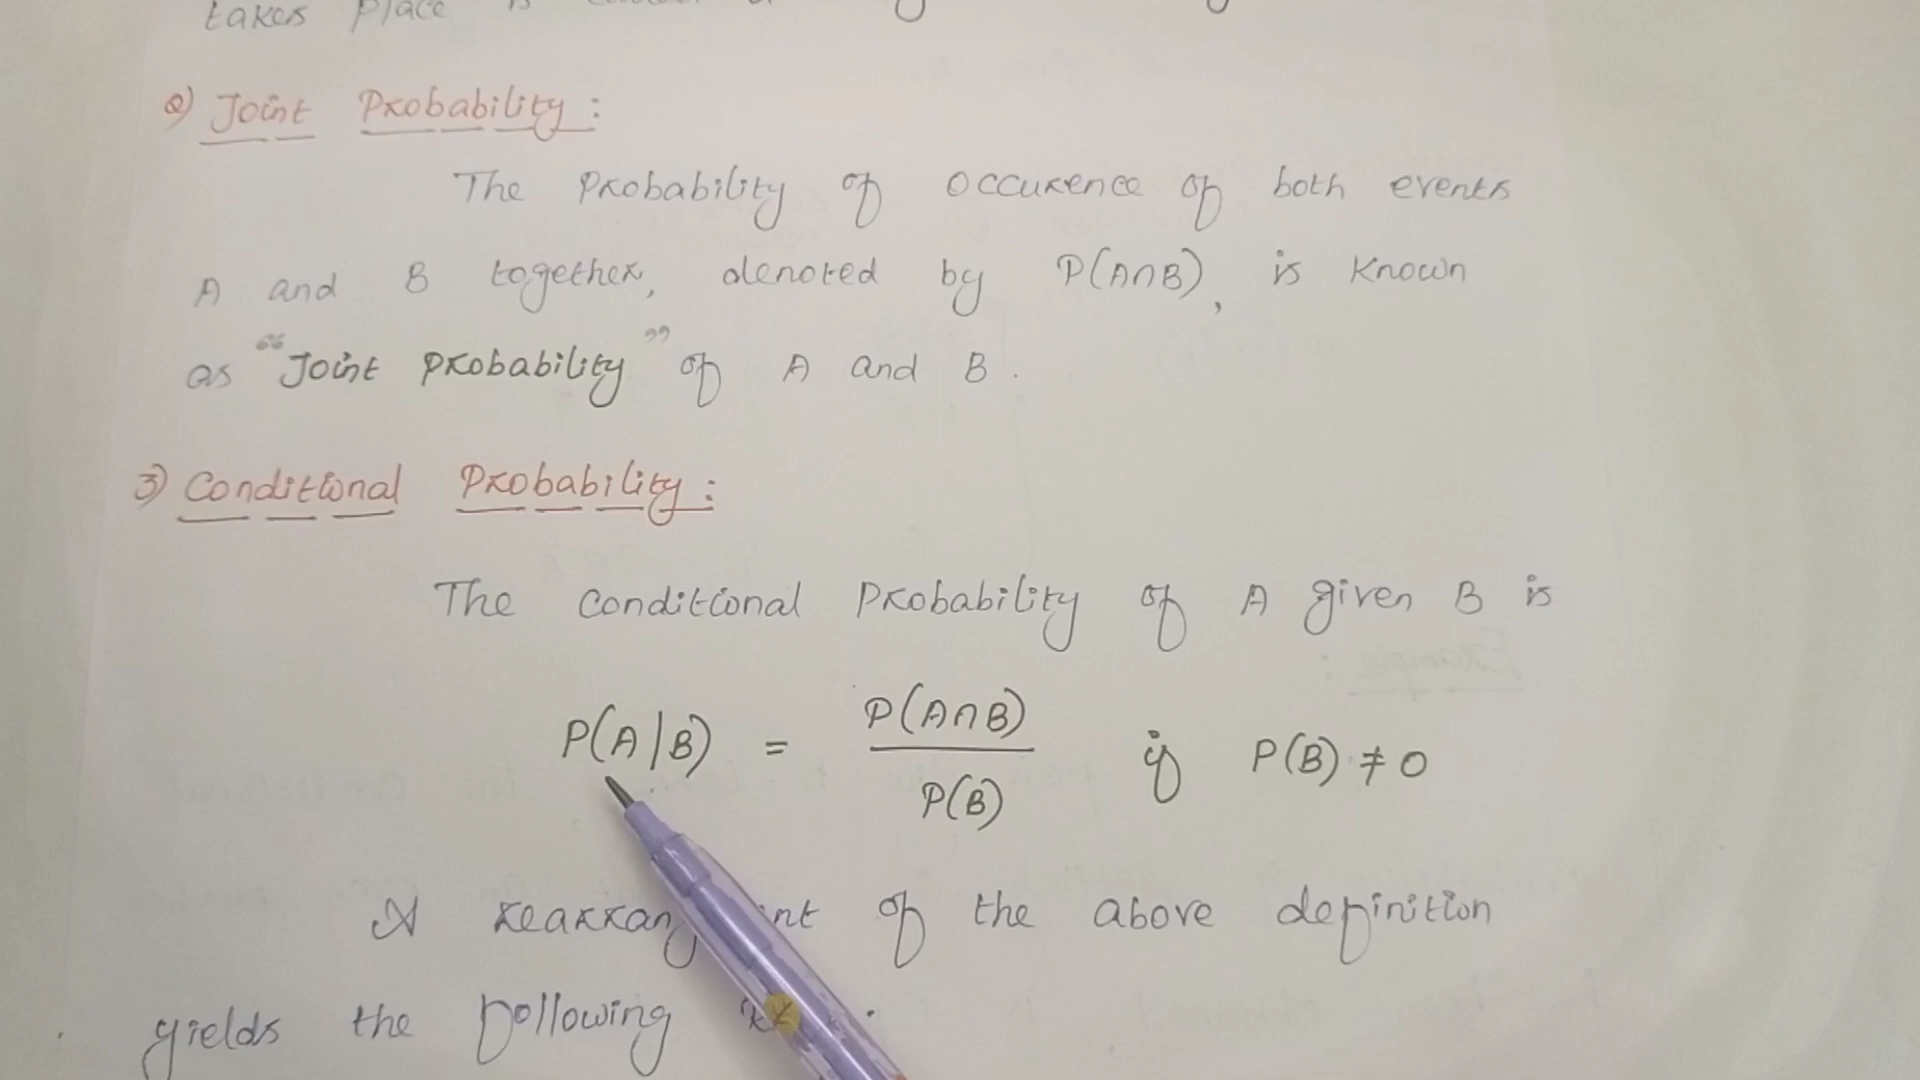 takes place is
2) Joint Probability :
The Probability of occurence of both events
A and B together, denoted by P(A∩B), is known
as "Joint probability" of A and B.
3) Conditional Probability :
The conditional Probability of A given B is
P(A|B) = P(A∩B) / P(B) if P(B) ≠ 0
A of the above definition
yields the following